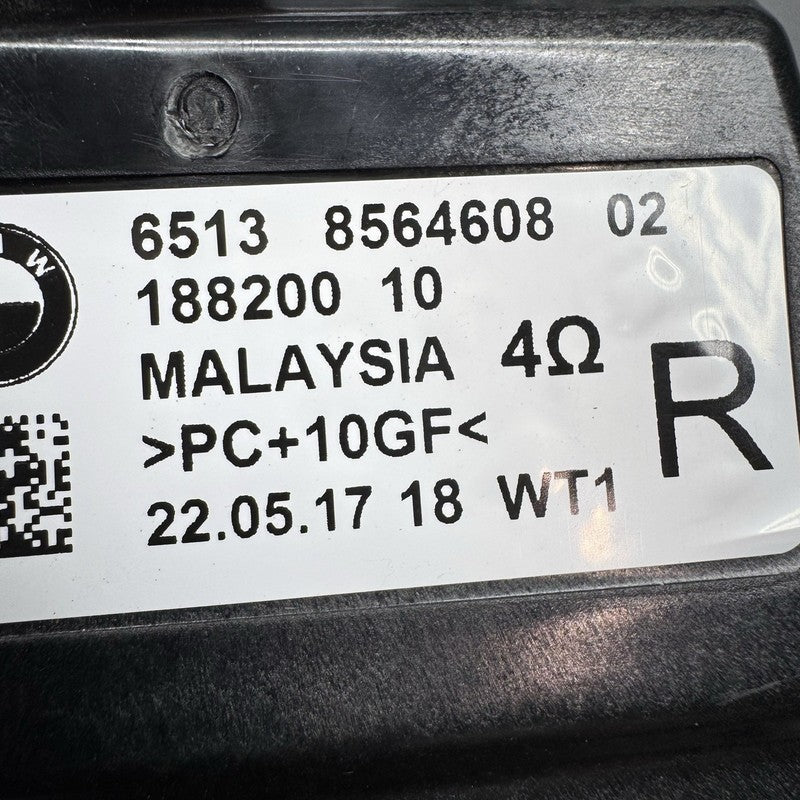 W
6513 8564608 02
188200 10
MALAYSIA 4Ω
R
>PC+10GF<
22.05.17 18 WT1